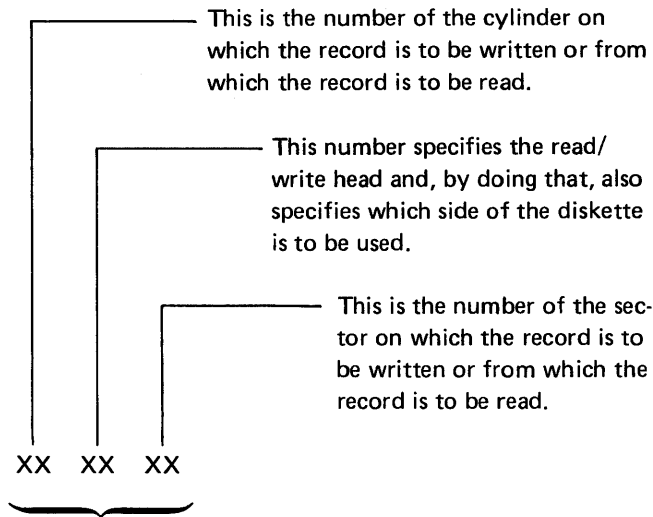 This is the number of the cylinder on
which the record is to be written or from
which the record is to be read.
This number specifies the read/
write head and, by doing that, also
specifies which side of the diskette
is to be used.
This is the number of the sec-
tor on which the record is to
be written or from which the
record is to be read.
XX XX XX